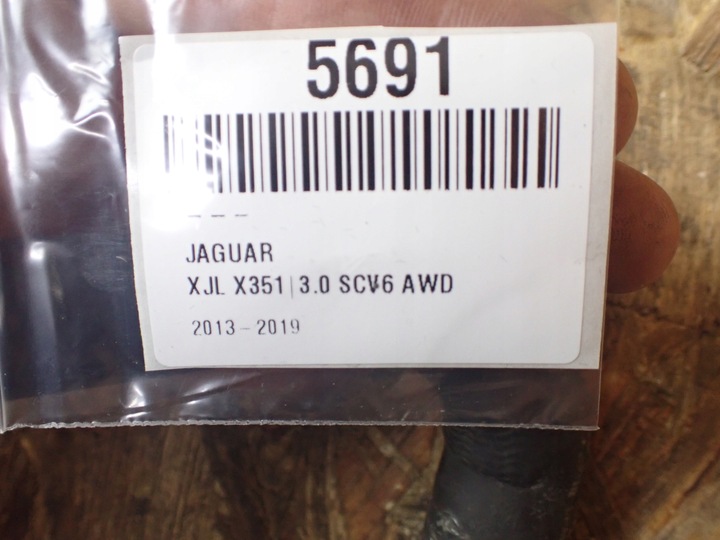 5691
– – –
JAGUAR
XJL X351 | 3.0 SCV6 AWD
2013 – 2019